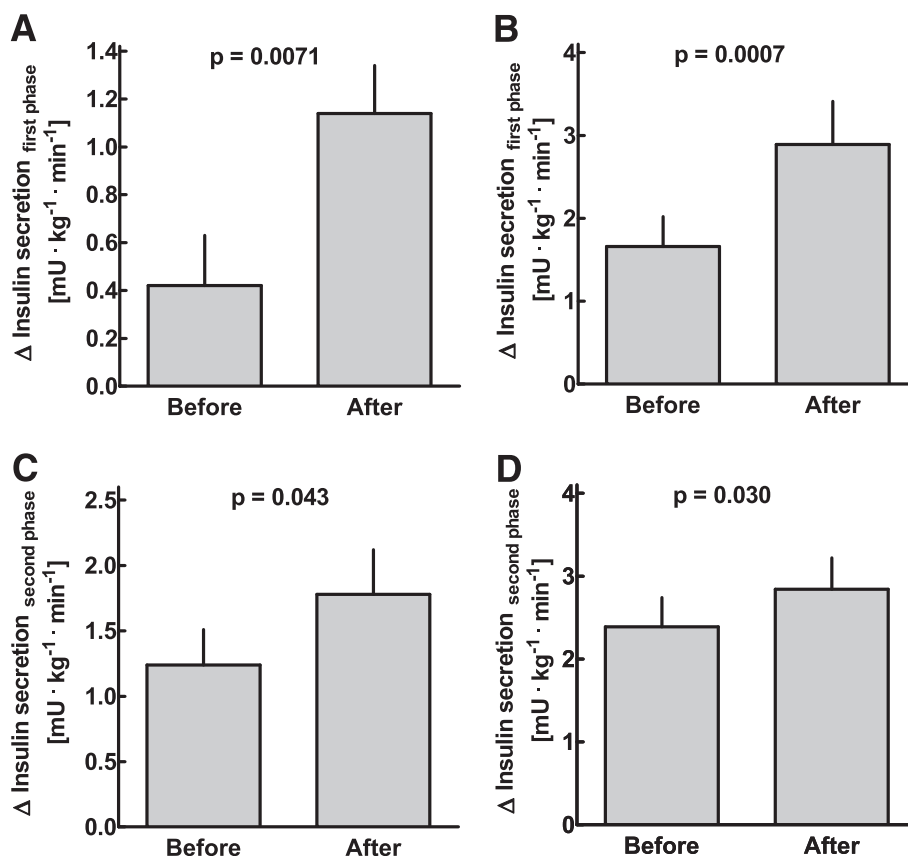 A
p = 0.0071
Δ Insulin secretion first phase
[mU · kg-1 · min-1]
1.4
1.2
1.0
0.8
0.6
0.4
0.2
0.0
Before After
B
p = 0.0007
Δ Insulin secretion first phase
[mU · kg-1 · min-1]
4
3
2
1
0
Before After
C
p = 0.043
Δ Insulin secretion second phase
[mU · kg-1 · min-1]
2.5
2.0
1.5
1.0
0.5
0.0
Before After
D
p = 0.030
Δ Insulin secretion second phase
[mU · kg-1 · min-1]
4
3
2
1
0
Before After